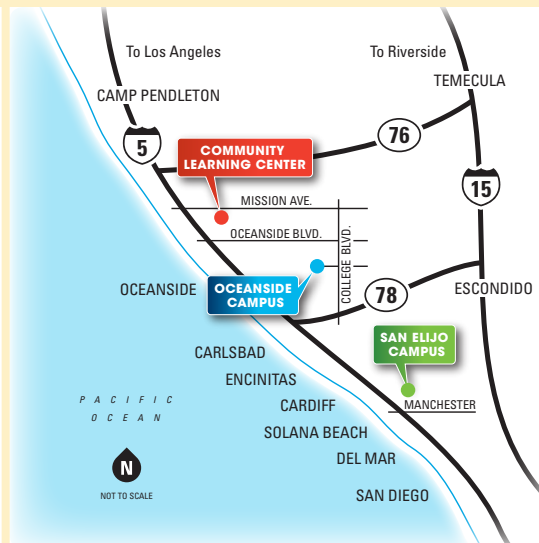 To Los Angeles
To Riverside
TEMECULA
CAMP PENDLETON
76
5
COMMUNITY
LEARNING CENTER
15
MISSION AVE.
OCEANSIDE BLVD.
COLLEGE BLVD.
OCEANSIDE
OCEANSIDE
CAMPUS
78
ESCONDIDO
SAN ELIJO
CAMPUS
CARLSBAD
ENCINITAS
PACIFIC
OCEAN
CARDIFF
MANCHESTER
SOLANA BEACH
DEL MAR
N
NOT TO SCALE
SAN DIEGO